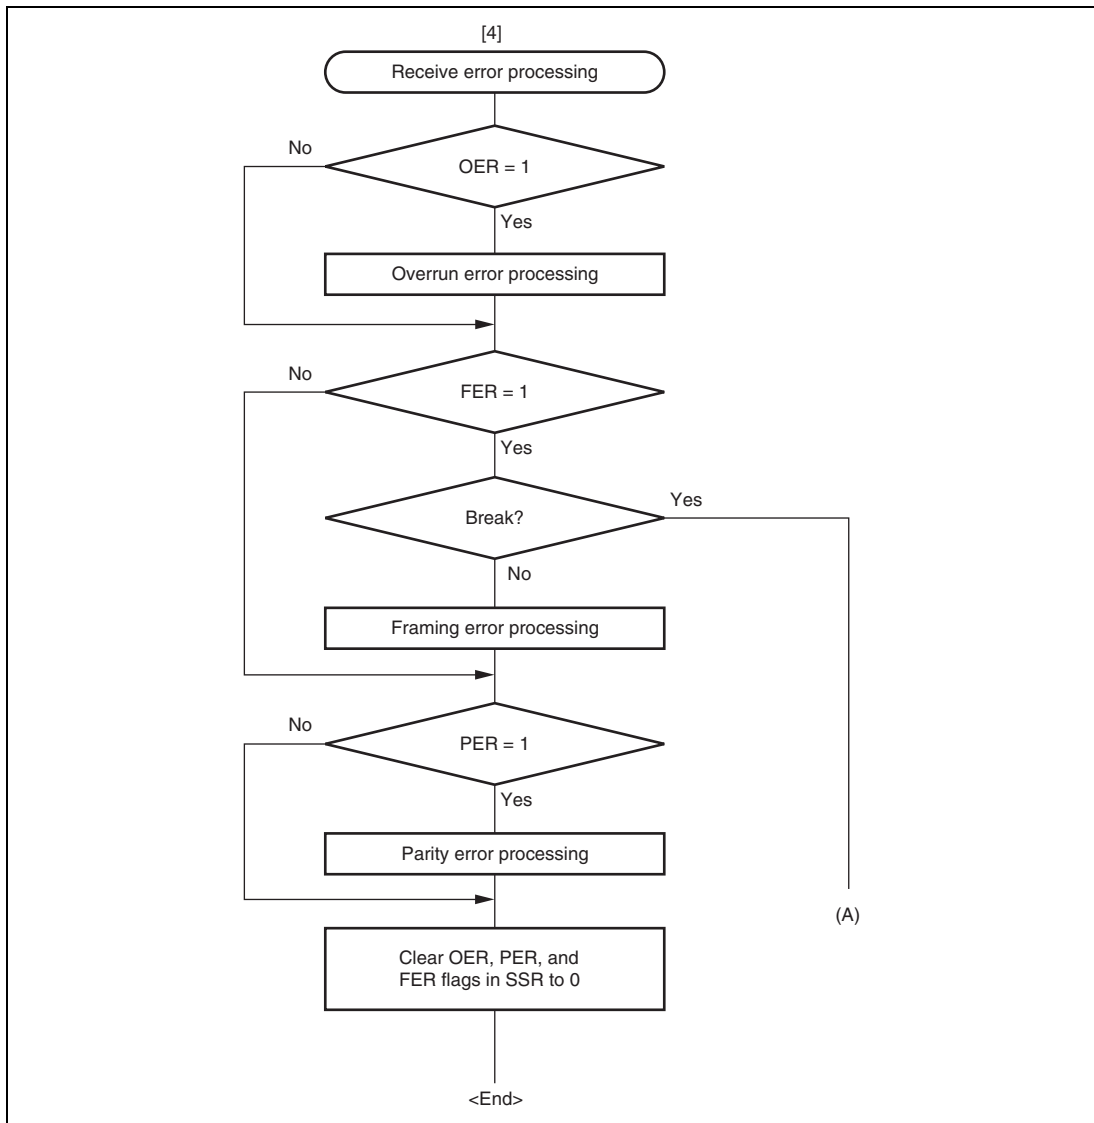 [4]
Receive error processing
No
OER = 1
Yes
Overrun error processing
No
FER = 1
Yes
Yes
Break?
No
Framing error processing
No
PER = 1
Yes
Parity error processing
(A)
Clear OER, PER, and
FER flags in SSR to 0
<End>